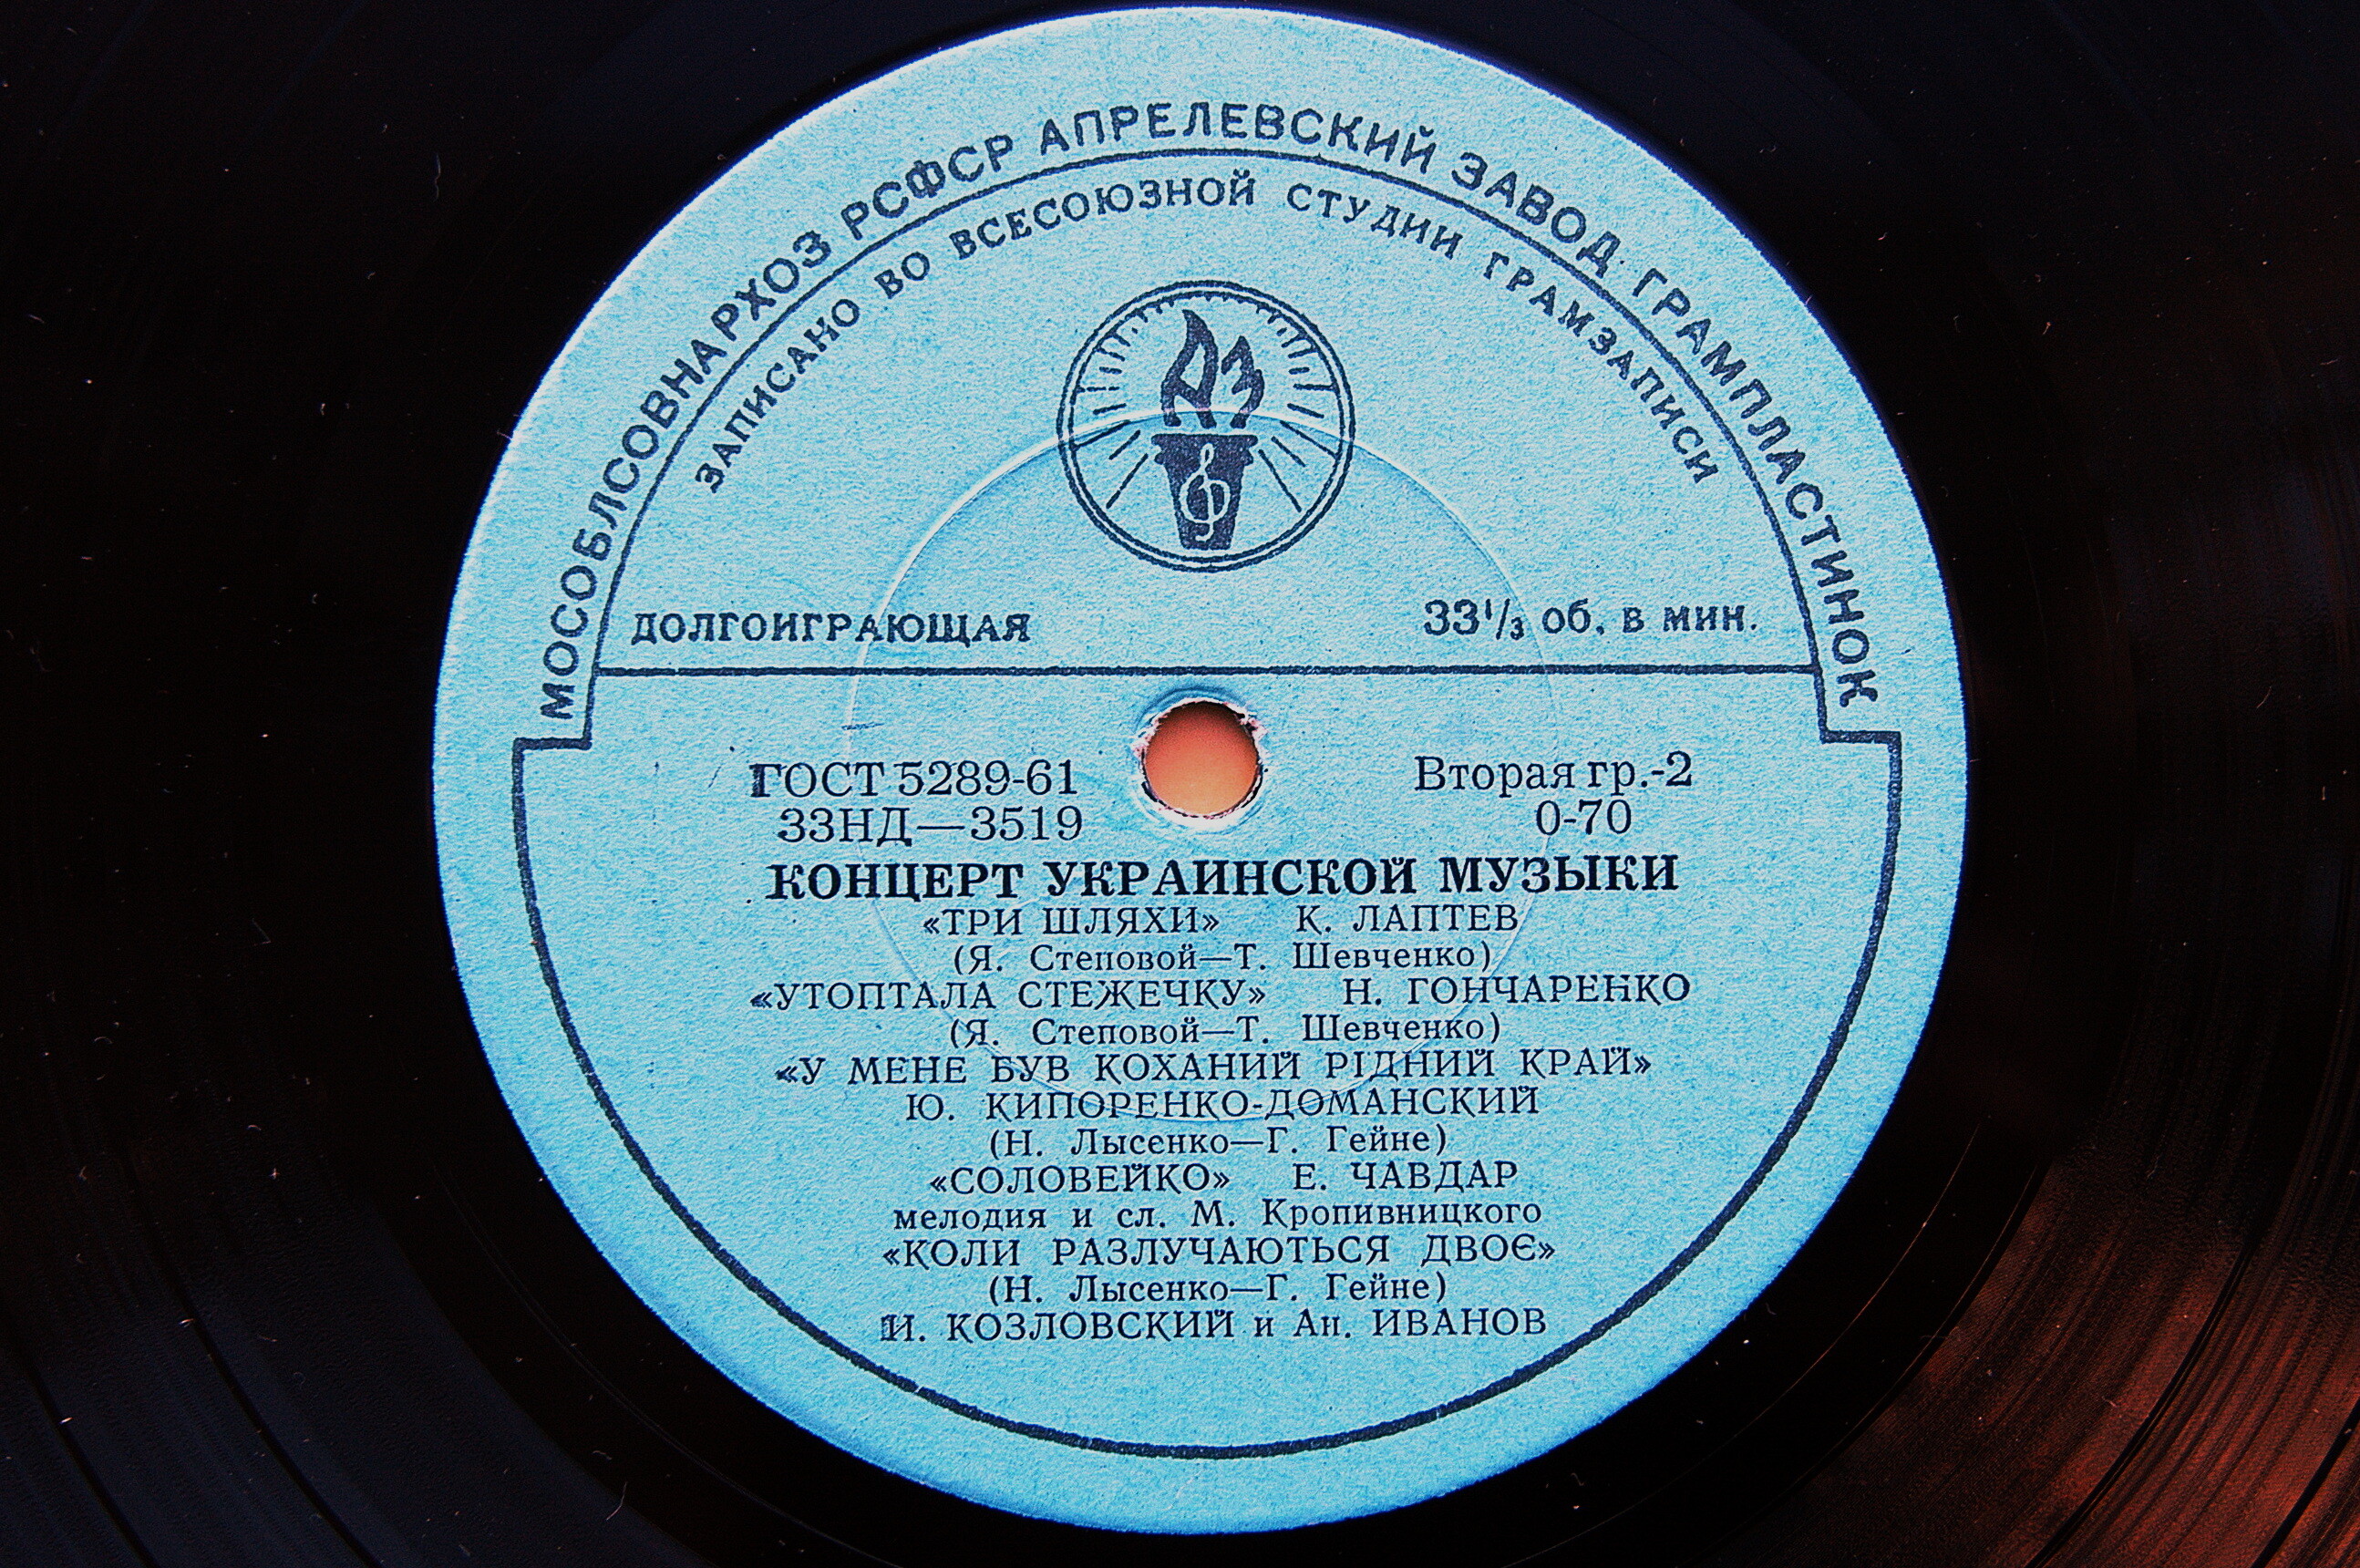 МОСОБЛСОВНАРХОЗ РСФСР АПРЕЛЕВСКИЙ ЗАВОД ГРАМПЛАСТИНОК
ЗАПИСАНО ВО ВСЕСОЮЗНОЙ СТУДИИ ГРАМЗАПИСИ
ДЗ
ДОЛГОИГРАЮЩАЯ 33⅓ об. в мин.
ГОСТ 5289-61 Вторая гр.-2
33НД—3519 0-70
КОНЦЕРТ УКРАИНСКОЙ МУЗЫКИ
«ТРИ ШЛЯХИ» К. ЛАПТЕВ
(Я. Степовой—Т. Шевченко)
«УТОПТАЛА СТЕЖЕЧКУ» Н. ГОНЧАРЕНКО
(Я. Степовой—Т. Шевченко)
«У МЕНЕ БУВ КОХАНИЙ РІДНИЙ КРАЙ»
Ю. КИПОРЕНКО-ДОМАНСКИЙ
(Н. Лысенко—Г. Гейне)
«СОЛОВЕЙКО» Е. ЧАВДАР
мелодия и сл. М. Кропивницкого
«КОЛИ РАЗЛУЧАЮТЬСЯ ДВОЄ»
(Н. Лысенко—Г. Гейне)
И. КОЗЛОВСКИЙ и Ан. ИВАНОВ